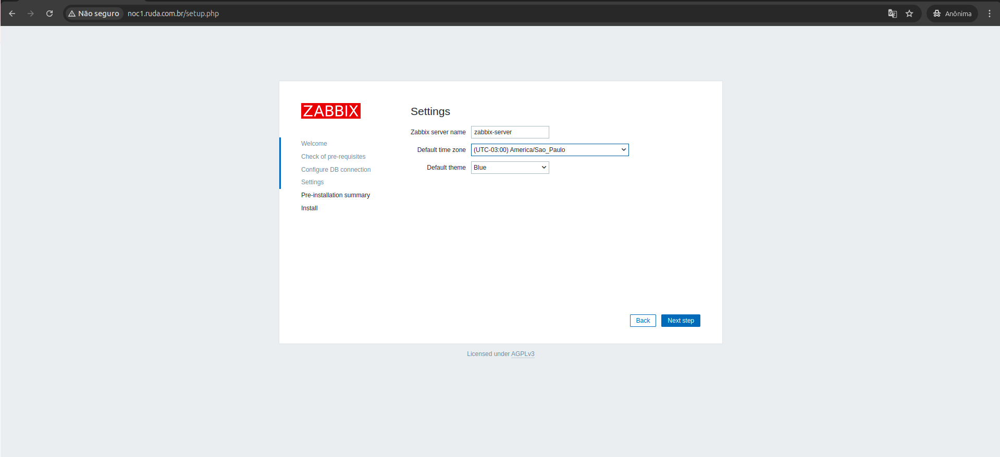 Não seguro noc1.ruda.com.br/setup.php Anônima
ZABBIX
Welcome
Check of pre-requisites
Configure DB connection
Settings
Pre-installation summary
Install
Settings
Zabbix server name zabbix-server
Default time zone (UTC-03:00) America/Sao_Paulo
Default theme Blue
Back Next step
Licensed under AGPLv3